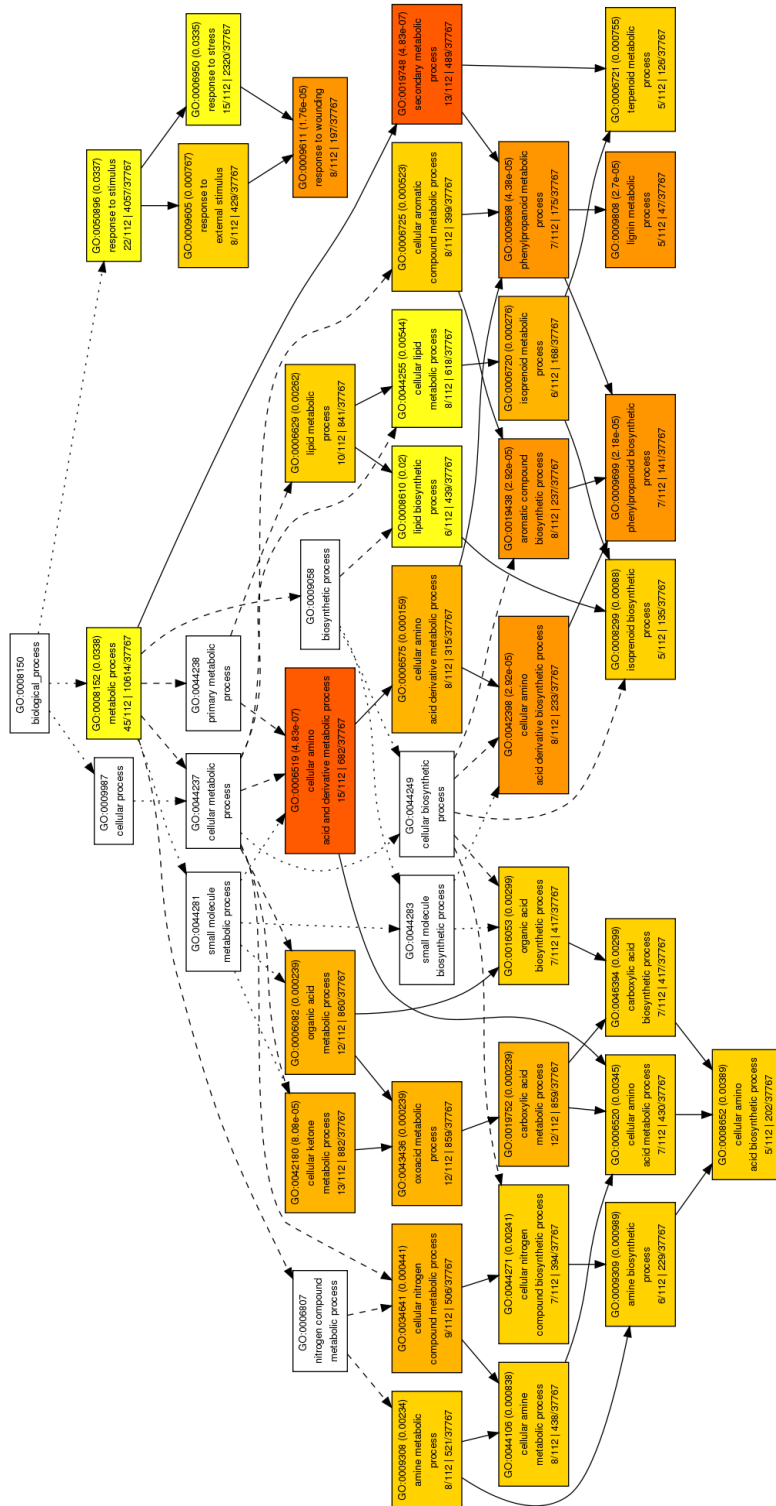 GO:0008150
biological_process
GO:0009987
cellular process
GO:0008152 (0.0338)
metabolic process
45/112 | 10614/37767
GO:0050896 (0.0337)
response to stimulus
22/112 | 4057/37767
GO:0044281
small molecule
metabolic process
GO:0044237
cellular metabolic
process
GO:0044238
primary metabolic
process
GO:0009605 (0.000767)
response to
external stimulus
8/112 | 429/37767
GO:0006950 (0.0335)
response to stress
15/112 | 2320/37767
GO:0006807
nitrogen compound
metabolic process
GO:0042180 (8.08e-05)
cellular ketone
metabolic process
13/112 | 882/37767
GO:0006082 (0.000239)
organic acid
metabolic process
12/112 | 860/37767
GO:0006519 (4.83e-07)
cellular amino
acid and derivative metabolic process
15/112 | 682/37767
GO:0009058
biosynthetic process
GO:0006629 (0.00262)
lipid metabolic
process
10/112 | 841/37767
GO:0009611 (1.76e-05)
response to wounding
8/112 | 197/37767
GO:0009308 (0.00234)
amine metabolic
process
8/112 | 521/37767
GO:0034641 (0.000441)
cellular nitrogen
compound metabolic process
9/112 | 506/37767
GO:0043436 (0.000239)
oxoacid metabolic
process
12/112 | 859/37767
GO:0044283
small molecule
biosynthetic process
GO:0044249
cellular biosynthetic
process
GO:0006575 (0.000159)
cellular amino
acid derivative metabolic process
8/112 | 315/37767
GO:0008610 (0.02)
lipid biosynthetic
process
6/112 | 439/37767
GO:0044255 (0.00544)
cellular lipid
metabolic process
8/112 | 618/37767
GO:0006725 (0.000523)
cellular aromatic
compound metabolic process
8/112 | 399/37767
GO:0019748 (4.83e-07)
secondary metabolic
process
13/112 | 489/37767
GO:0044106 (0.000838)
cellular amine
metabolic process
8/112 | 438/37767
GO:0044271 (0.00241)
cellular nitrogen
compound biosynthetic process
7/112 | 394/37767
GO:0019752 (0.000239)
carboxylic acid
metabolic process
12/112 | 859/37767
GO:0016053 (0.00299)
organic acid
biosynthetic process
7/112 | 417/37767
GO:0042398 (2.92e-05)
cellular amino
acid derivative biosynthetic process
8/112 | 233/37767
GO:0019438 (2.92e-05)
aromatic compound
biosynthetic process
8/112 | 237/37767
GO:0006720 (0.000276)
isoprenoid metabolic
process
6/112 | 168/37767
GO:0009698 (4.38e-05)
phenylpropanoid metabolic
process
7/112 | 175/37767
GO:0009309 (0.000989)
amine biosynthetic
process
6/112 | 229/37767
GO:0006520 (0.00345)
cellular amino
acid metabolic process
7/112 | 430/37767
GO:0046394 (0.00299)
carboxylic acid
biosynthetic process
7/112 | 417/37767
GO:0008299 (0.00088)
isoprenoid biosynthetic
process
5/112 | 135/37767
GO:0009699 (2.18e-05)
phenylpropanoid biosynthetic
process
7/112 | 141/37767
GO:0009808 (2.7e-05)
lignin metabolic
process
5/112 | 47/37767
GO:0006721 (0.000755)
terpenoid metabolic
process
5/112 | 126/37767
GO:0008652 (0.00389)
cellular amino
acid biosynthetic process
5/112 | 202/37767